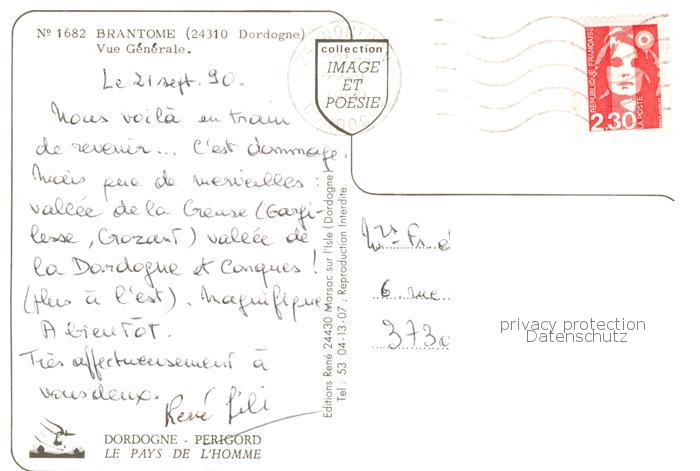 Nº 1682 BRANTOME (24310 Dordogne)
Vue Générale.
Le 21 sept. 90.
Nous voilà en train
de revenir... C'est dommage.
Mais que de merveilles :
vallée de la Creuse (Gargi-
lesse, Crozant) vallée de
la Dordogne et Conques !
(plus à l'est). Magnifique
A bientôt.
Très affectueusement à
vous deux.
René
DORDOGNE - PERIGORD
LE PAYS DE L'HOMME
Editions René 24430 Marsac sur l'Isle (Dordogne)
Tel : 53 04-13-07 ; Reproduction Interdite
collection
IMAGE
ET
POÉSIE
REPUBLIQUE FRANÇAISE
2,30
LA POSTE
6 rue
3730
privacy protection
Datenschutz